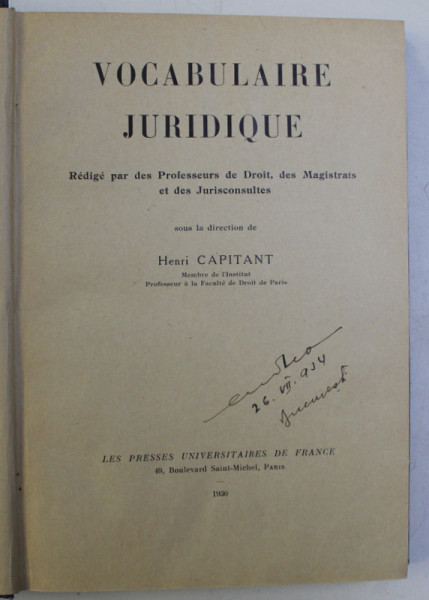 VOCABULAIRE
JURIDIQUE
Rédigé par des Professeurs de Droit, des Magistrats
et des Jurisconsultes
sous la direction de
Henri CAPITANT
Membre de l'Institut
Professeur à la Faculté de Droit de Paris
26. VII. 934
București
LES PRESSES UNIVERSITAIRES DE FRANCE
49, Boulevard Saint-Michel, PARIS
—
1930